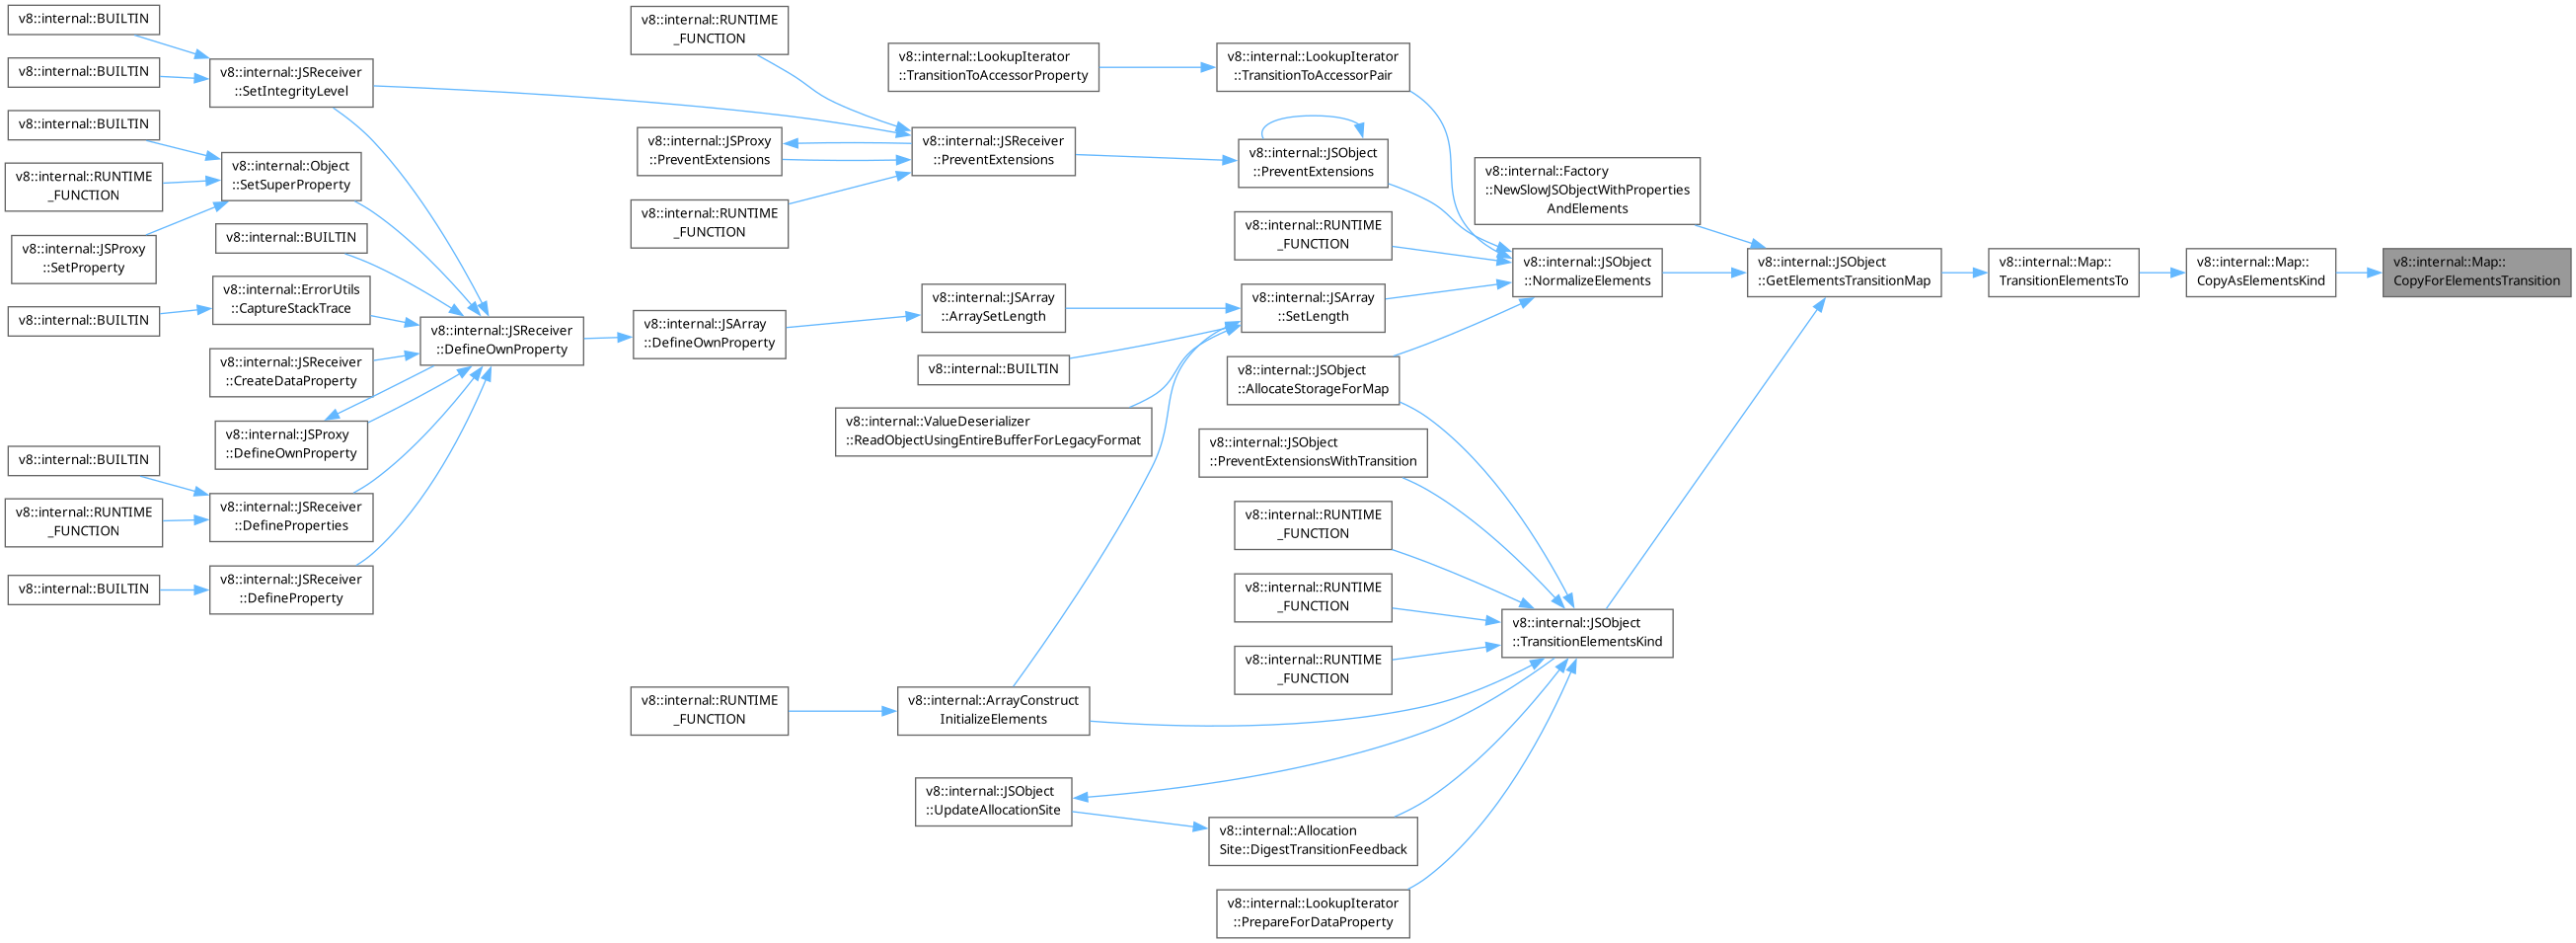 v8::internal::BUILTIN
v8::internal::BUILTIN
v8::internal::JSReceiver
::SetIntegrityLevel
v8::internal::BUILTIN
v8::internal::RUNTIME
_FUNCTION
v8::internal::Object
::SetSuperProperty
v8::internal::JSProxy
::SetProperty
v8::internal::BUILTIN
v8::internal::ErrorUtils
::CaptureStackTrace
v8::internal::BUILTIN
v8::internal::JSReceiver
::DefineOwnProperty
v8::internal::JSReceiver
::CreateDataProperty
v8::internal::JSProxy
::DefineOwnProperty
v8::internal::BUILTIN
v8::internal::RUNTIME
_FUNCTION
v8::internal::JSReceiver
::DefineProperties
v8::internal::BUILTIN
v8::internal::JSReceiver
::DefineProperty
v8::internal::RUNTIME
_FUNCTION
v8::internal::JSProxy
::PreventExtensions
v8::internal::RUNTIME
_FUNCTION
v8::internal::JSArray
::DefineOwnProperty
v8::internal::RUNTIME
_FUNCTION
v8::internal::LookupIterator
::TransitionToAccessorProperty
v8::internal::JSReceiver
::PreventExtensions
v8::internal::JSArray
::ArraySetLength
v8::internal::BUILTIN
v8::internal::ValueDeserializer
::ReadObjectUsingEntireBufferForLegacyFormat
v8::internal::ArrayConstruct
InitializeElements
v8::internal::JSObject
::UpdateAllocationSite
v8::internal::LookupIterator
::TransitionToAccessorPair
v8::internal::JSObject
::PreventExtensions
v8::internal::RUNTIME
_FUNCTION
v8::internal::JSArray
::SetLength
v8::internal::JSObject
::AllocateStorageForMap
v8::internal::JSObject
::PreventExtensionsWithTransition
v8::internal::RUNTIME
_FUNCTION
v8::internal::RUNTIME
_FUNCTION
v8::internal::RUNTIME
_FUNCTION
v8::internal::Allocation
Site::DigestTransitionFeedback
v8::internal::LookupIterator
::PrepareForDataProperty
v8::internal::Factory
::NewSlowJSObjectWithProperties
AndElements
v8::internal::JSObject
::NormalizeElements
v8::internal::JSObject
::TransitionElementsKind
v8::internal::JSObject
::GetElementsTransitionMap
v8::internal::Map::
TransitionElementsTo
v8::internal::Map::
CopyAsElementsKind
v8::internal::Map::
CopyForElementsTransition